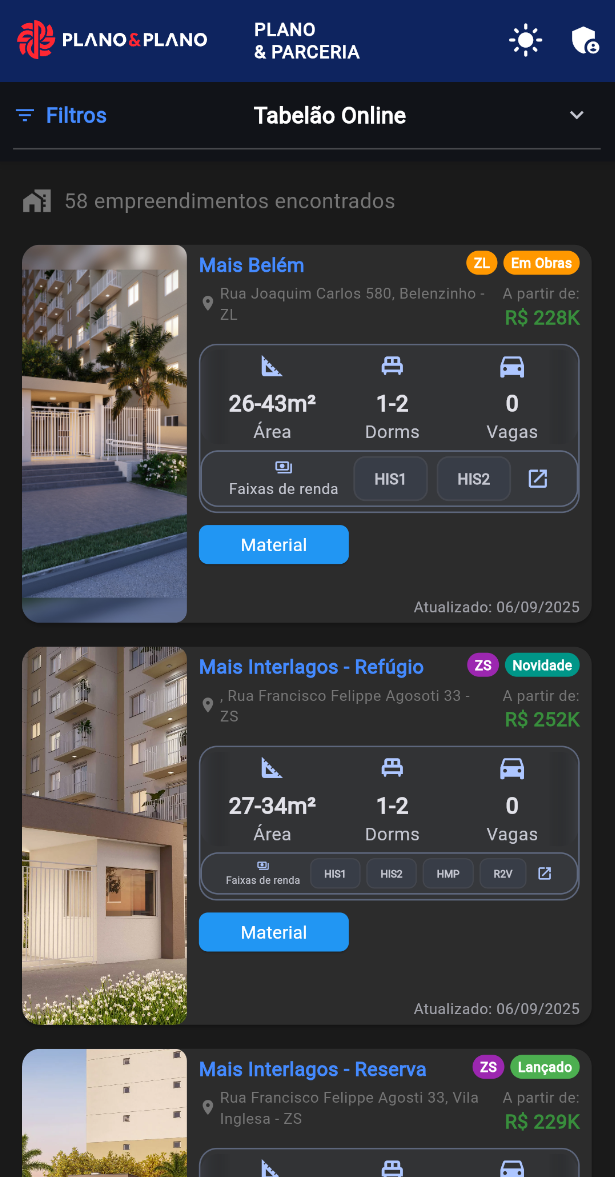 PLANO&PLANO
PLANO
& PARCERIA
Filtros
Tabelão Online
58 empreendimentos encontrados
Mais Belém
ZL
Em Obras
Rua Joaquim Carlos 580, Belenzinho -
ZL
A partir de:
R$ 228K
26-43m²
1-2
0
Área
Dorms
Vagas
Faixas de renda
HIS1
HIS2
Material
Atualizado: 06/09/2025
Mais Interlagos - Refúgio
ZS
Novidade
, Rua Francisco Felippe Agosoti 33 -
ZS
A partir de:
R$ 252K
27-34m²
1-2
0
Área
Dorms
Vagas
Faixas de renda
HIS1
HIS2
HMP
R2V
Material
Atualizado: 06/09/2025
Mais Interlagos - Reserva
ZS
Lançado
Rua Francisco Felippe Agosti 33, Vila
Inglesa - ZS
A partir de:
R$ 229K